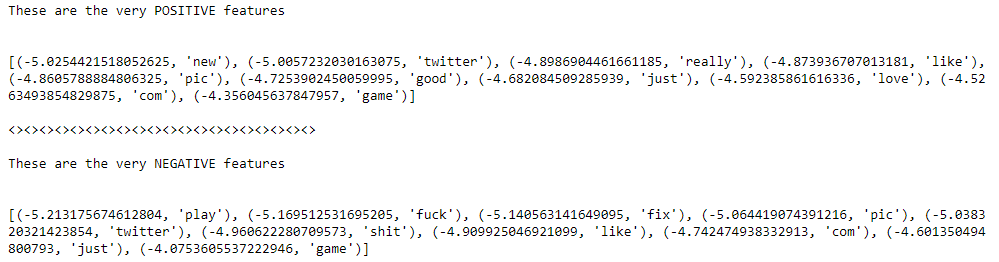 These are the very POSITIVE features
[(-5.0254421518052625, 'new'), (-5.0057232030163075, 'twitter'), (-4.8986904461661185, 'really'), (-4.873936707013181, 'like'),
(-4.8605788884806325, 'pic'), (-4.7253902450059995, 'good'), (-4.682084509285939, 'just'), (-4.592385861616336, 'love'), (-4.52
63493854829875, 'com'), (-4.356045637847957, 'game')]
<><><><><><><><><><><><><><><><><><><><>
These are the very NEGATIVE features
[(-5.213175674612804, 'play'), (-5.169512531695205, 'fuck'), (-5.140563141649095, 'fix'), (-5.064419074391216, 'pic'), (-5.0383
20321423854, 'twitter'), (-4.960622280709573, 'shit'), (-4.909925046921099, 'like'), (-4.742474938332913, 'com'), (-4.601350494
800793, 'just'), (-4.0753605537222946, 'game')]